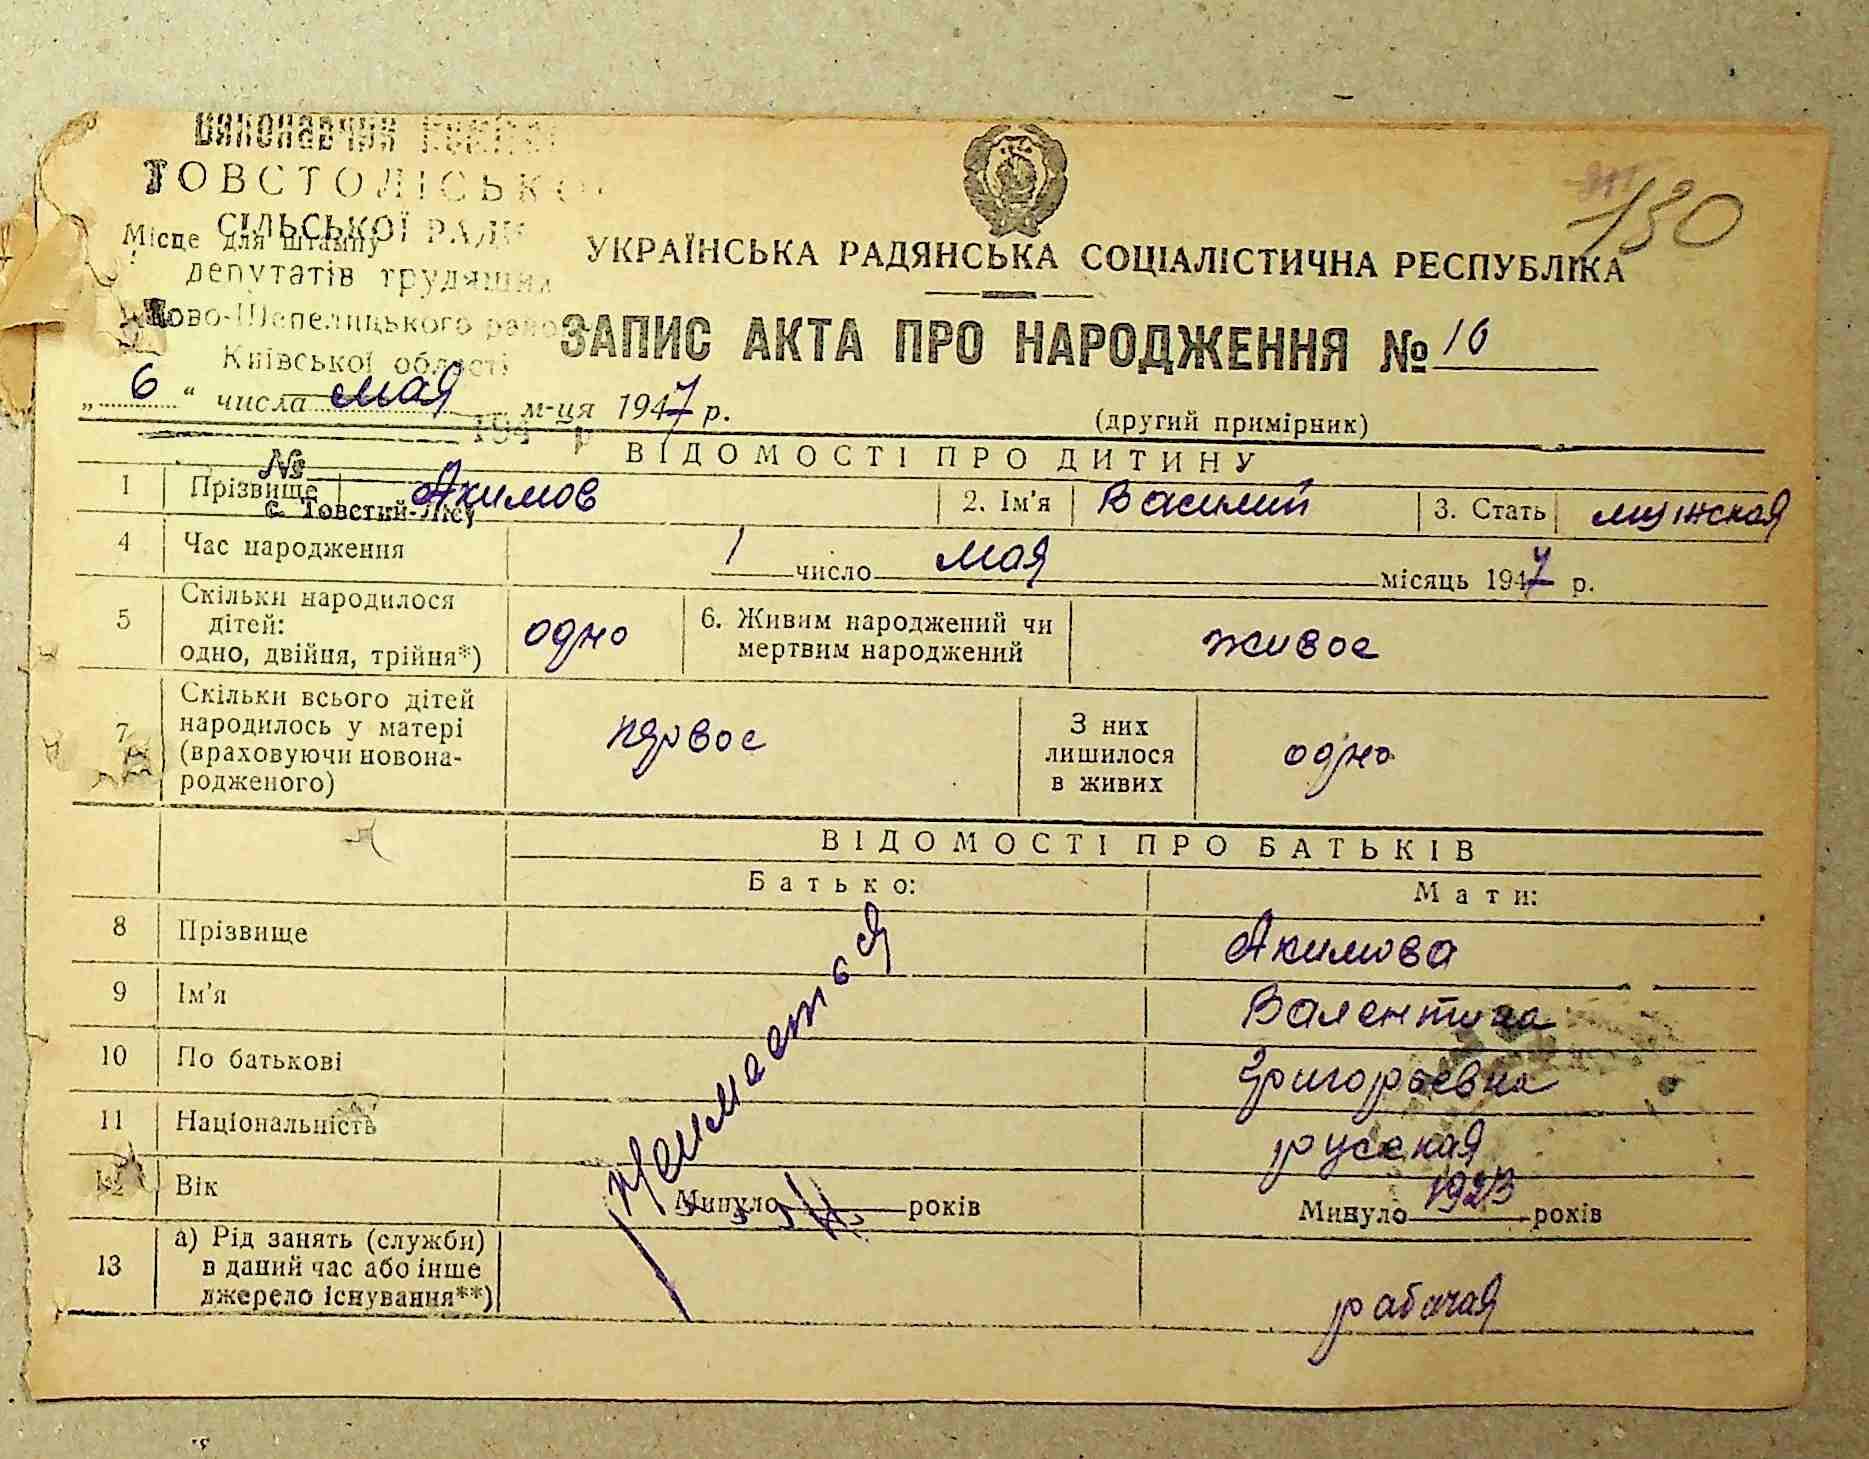 Виконавчий коміте
ТОВСТОЛІСЬКО
СІЛЬСЬКОЇ РАДИ
Місце для штампу
депутатів трудящих
Ново-Шепелицького райо
Київської області
194 р
№
с. Товстий-Ліс
130
УКРАЇНСЬКА РАДЯНСЬКА СОЦІАЛІСТИЧНА РЕСПУБЛІКА
ЗАПИС АКТА ПРО НАРОДЖЕННЯ № 16
„6“ числа мая м-ця 1947 р.
(другий примірник)
ВІДОМОСТІ ПРО ДИТИНУ
1 Прізвище Акимов 2. Ім'я Василий 3. Стать мужская
4 Час народження 1 число мая місяць 1947 р.
5 Скільки народилося дітей: одно, двійня, трійня*) одно 6. Живим народжений чи мертвим народжений живое
7 Скільки всього дітей народилось у матері (враховуючи новонародженого) первое З них лишилося в живих одно
ВІДОМОСТІ ПРО БАТЬКІВ
Батько: Мати:
8 Прізвище Акимова
9 Ім'я Валентина
10 По батькові Григорьевна
11 Національність русская
12 Вік Минуло років Минуло 1923 років
13 а) Рід занять (служби) в даний час або інше джерело існування**) рабочая